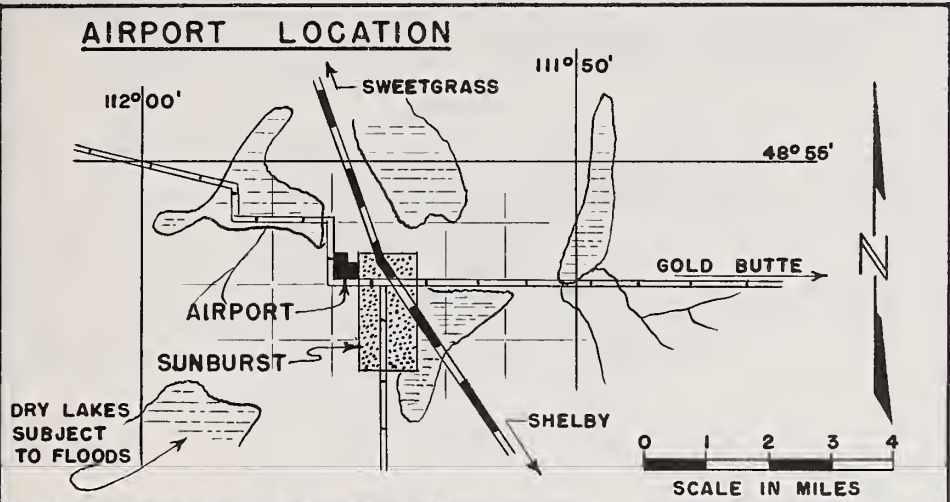 AIRPORT LOCATION
SWEETGRASS
111° 50'
112° 00'
48° 55'
GOLD BUTTE
AIRPORT
SUNBURST
DRY LAKES
SUBJECT
TO FLOODS
SHELBY
N
0 1 2 3 4
SCALE IN MILES